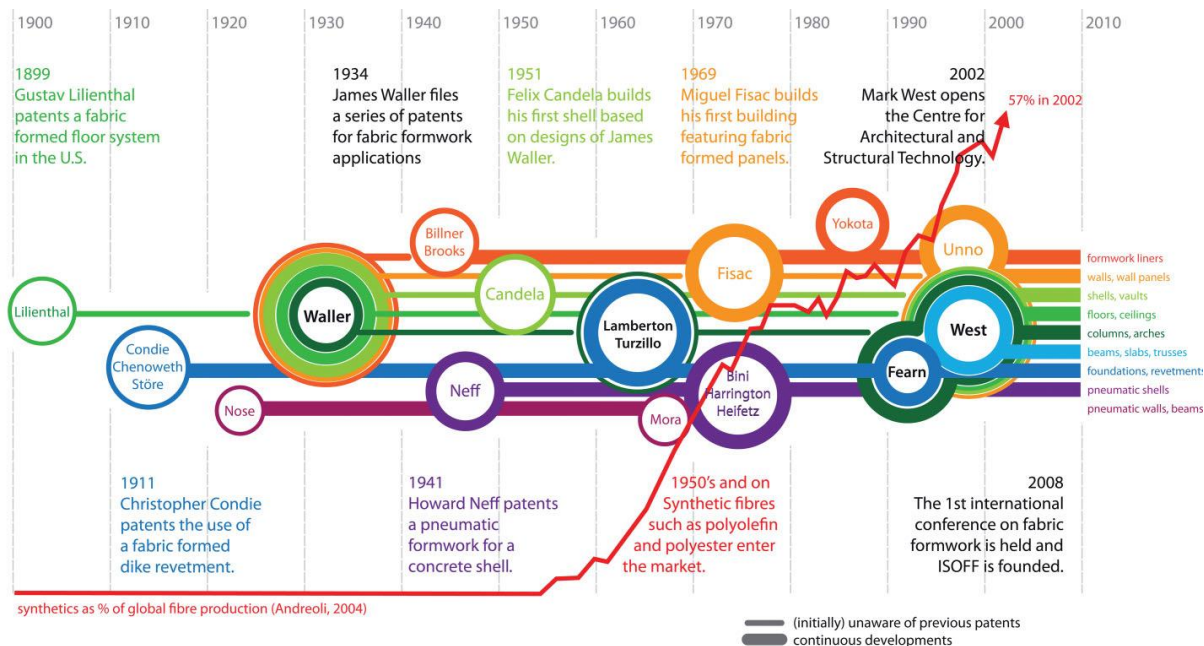 1900 1910 1920 1930 1940 1950 1960 1970 1980 1990 2000 2010
1899
Gustav Lilienthal
patents a fabric
formed floor system
in the U.S.
1934
James Waller files
a series of patents
for fabric formwork
applications
1951
Felix Candela builds
his first shell based
on designs of James
Waller.
1969
Miguel Fisac builds
his first building
featuring fabric
formed panels.
2002
Mark West opens
the Centre for
Architectural and
Structural Technology.
57% in 2002
Lilienthal
Condie
Chenoweth
Störe
Nose
Waller
Billner
Brooks
Neff
Candela
Lamberton
Turzillo
Mora
Fisac
Bini
Harrington
Heifetz
Yokota
Fearn
Unno
West
formwork liners
walls, wall panels
shells, vaults
floors, ceilings
columns, arches
beams, slabs, trusses
foundations, revetments
pneumatic shells
pneumatic walls, beams
1911
Christopher Condie
patents the use of
a fabric formed
dike revetment.
1941
Howard Neff patents
a pneumatic
formwork for a
concrete shell.
1950's and on
Synthetic fibres
such as polyolefin
and polyester enter
the market.
2008
The 1st international
conference on fabric
formwork is held and
ISOFF is founded.
synthetics as % of global fibre production (Andreoli, 2004)
(initially) unaware of previous patents
continuous developments